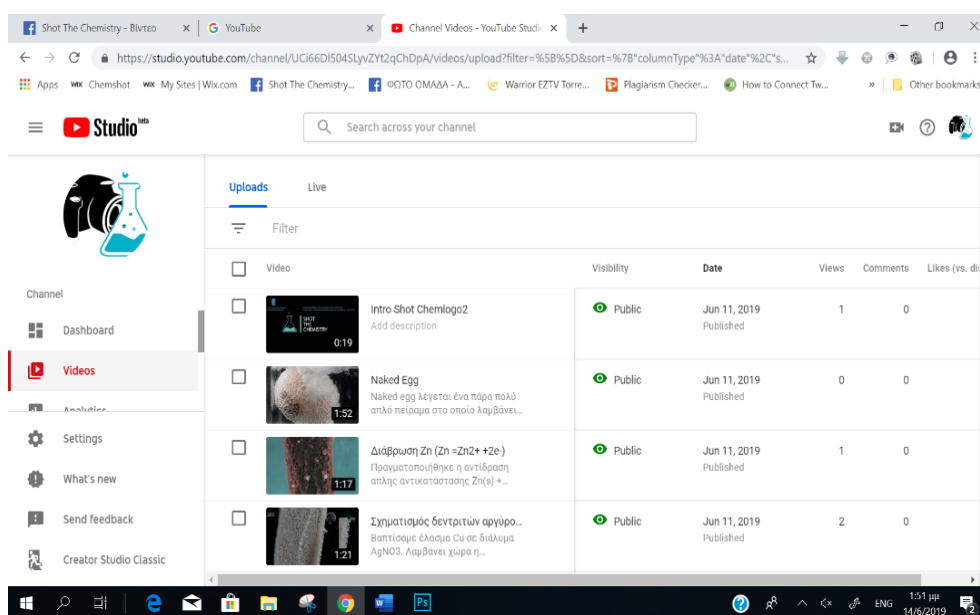 Shot The Chemistry - Βίντεο
YouTube
Channel Videos - YouTube Studio
https://studio.youtube.com/channel/UCi66Dl504SLyvZYt2qChDpA/videos/upload?filter=%5B%5D&sort=%7B"columnType"%3A"date"%2C"s...
Apps Chemshot My Sites | Wix.com Shot The Chemistry... ΦΩΤΟ ΟΜΑΔΑ - Α... Warrior EZTV Torre... Plagiarism Checker... How to Connect Tw... » Other bookmarks
Studio beta
Search across your channel
Uploads Live
Filter
Video Visibility Date Views Comments Likes (vs. di
Channel
Dashboard
Videos
Analytics
Settings
What's new
Send feedback
Creator Studio Classic
SHOT
THE
CHEMISTRY
0:19
Intro Shot Chemlogo2
Add description
Public
Jun 11, 2019
Published
1 0
1:52
Naked Egg
Naked egg λέγεται ένα πάρα πολύ
απλό πείραμα στο οποίο λαμβάνει...
Public
Jun 11, 2019
Published
0 0
1:17
Διάβρωση Zn (Zn =Zn2+ +2e-)
Πραγματοποιήθηκε η αντίδραση
απλης αντικατάστασης Zn(s) +...
Public
Jun 11, 2019
Published
1 0
1:21
Σχηματισμός δεντριτών αργύρο...
Βαπτίσαμε έλασμα Cu σε διάλυμα
AgNO3. Λαμβάνει χώρα η...
Public
Jun 11, 2019
Published
2 0
ENG
1:51 μμ
14/6/2019